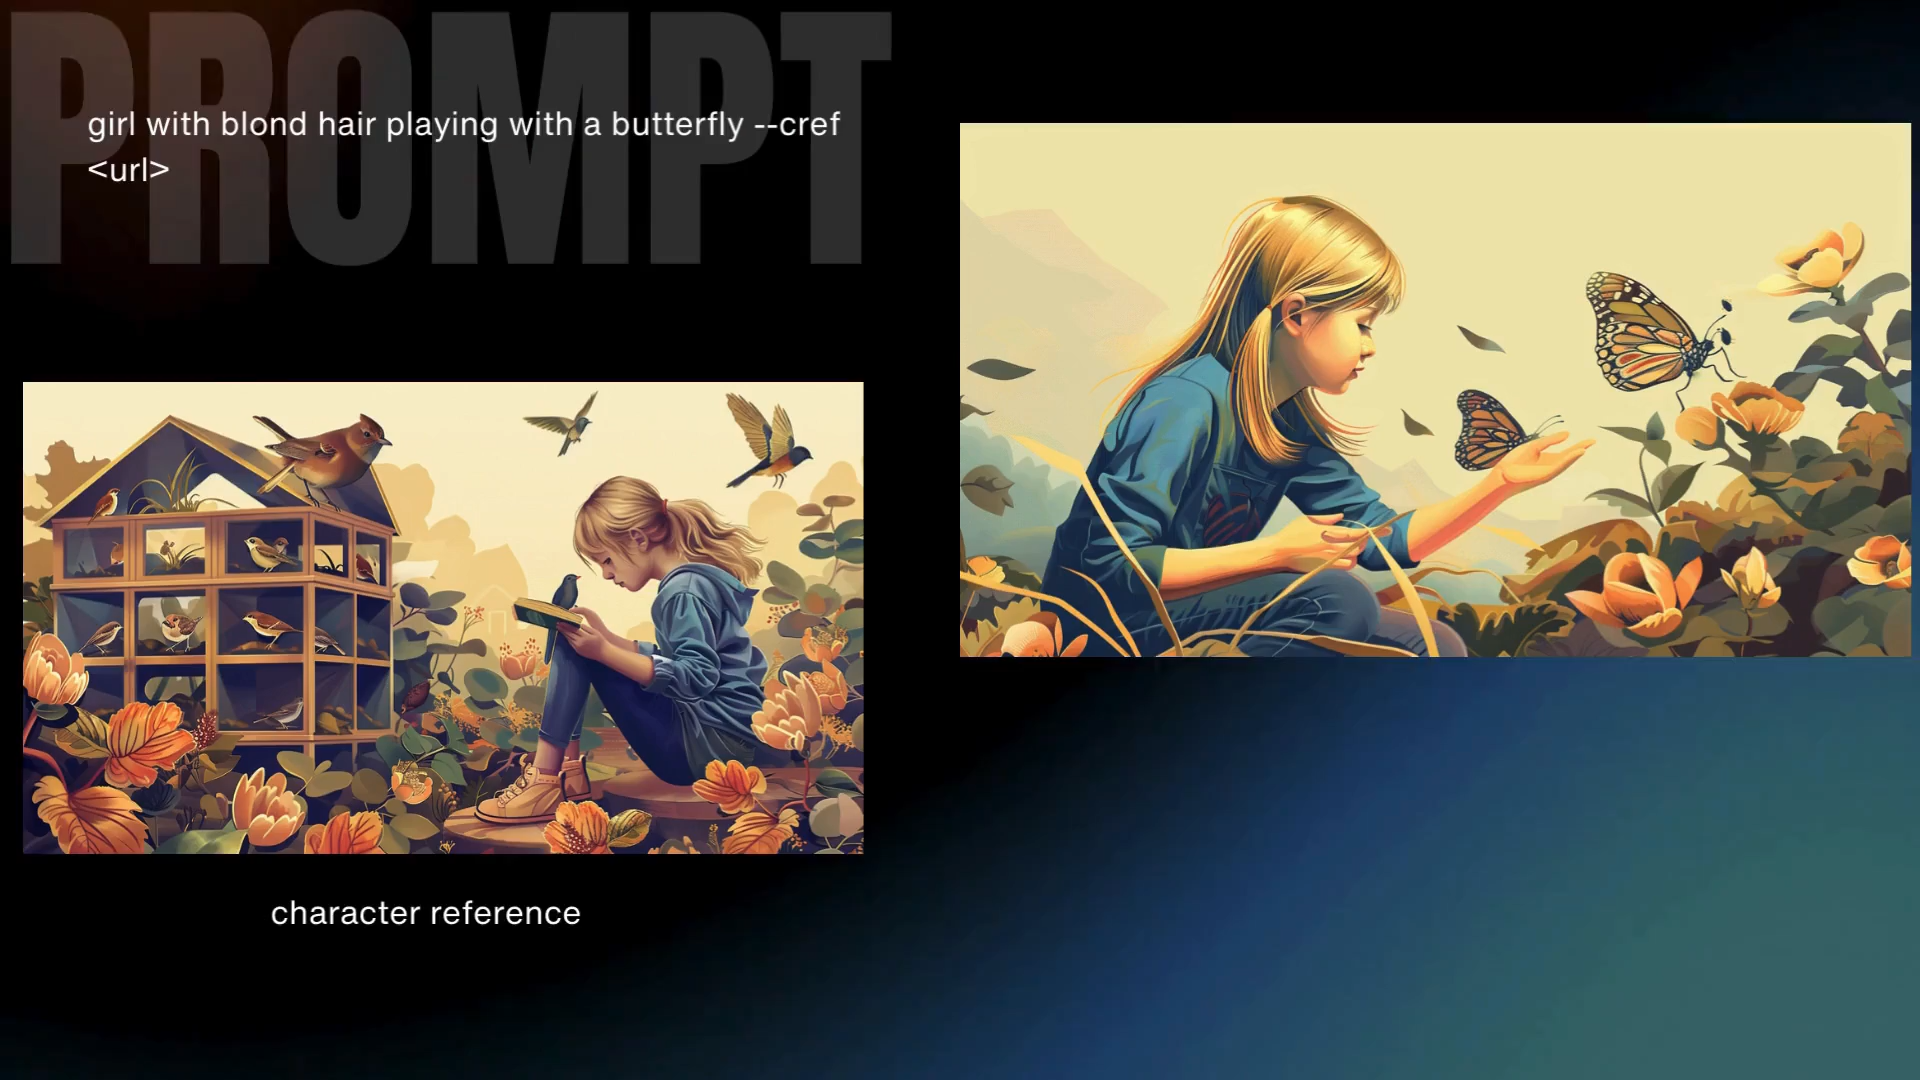 PROMPT
girl with blond hair playing with a butterfly --cref
<url>
character reference